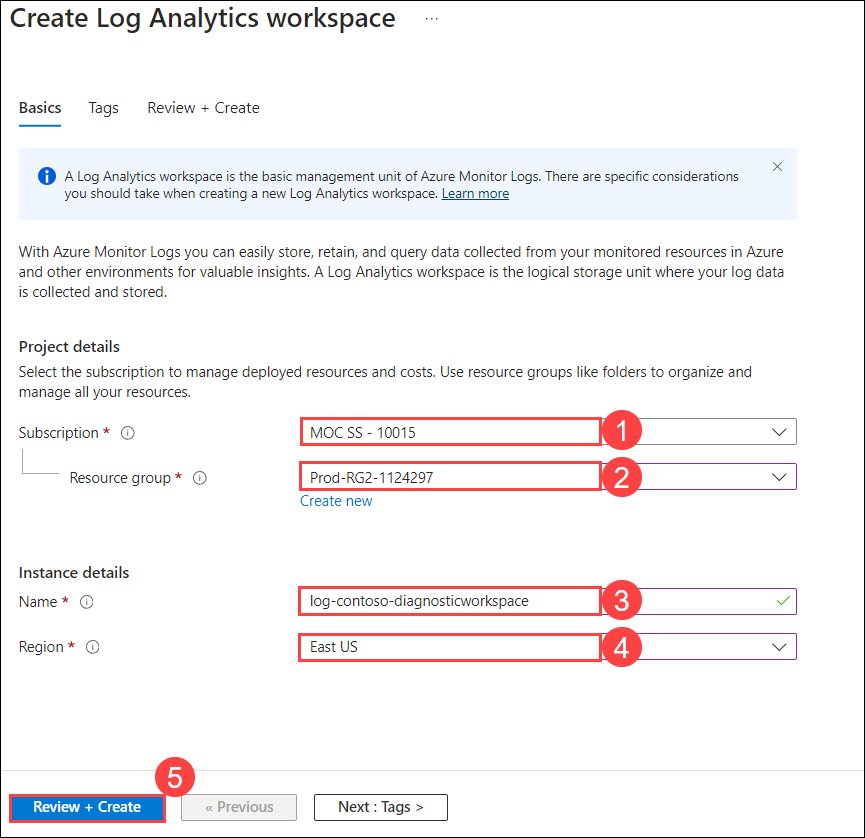 Create Log Analytics workspace ...
Basics Tags Review + Create
A Log Analytics workspace is the basic management unit of Azure Monitor Logs. There are specific considerations
you should take when creating a new Log Analytics workspace. Learn more
With Azure Monitor Logs you can easily store, retain, and query data collected from your monitored resources in Azure
and other environments for valuable insights. A Log Analytics workspace is the logical storage unit where your log data
is collected and stored.
Project details
Select the subscription to manage deployed resources and costs. Use resource groups like folders to organize and
manage all your resources.
Subscription * MOC SS - 10015 1
Resource group * Prod-RG2-1124297 2
Create new
Instance details
Name * log-contoso-diagnosticworkspace 3
Region * East US 4
5
Review + Create « Previous Next : Tags >